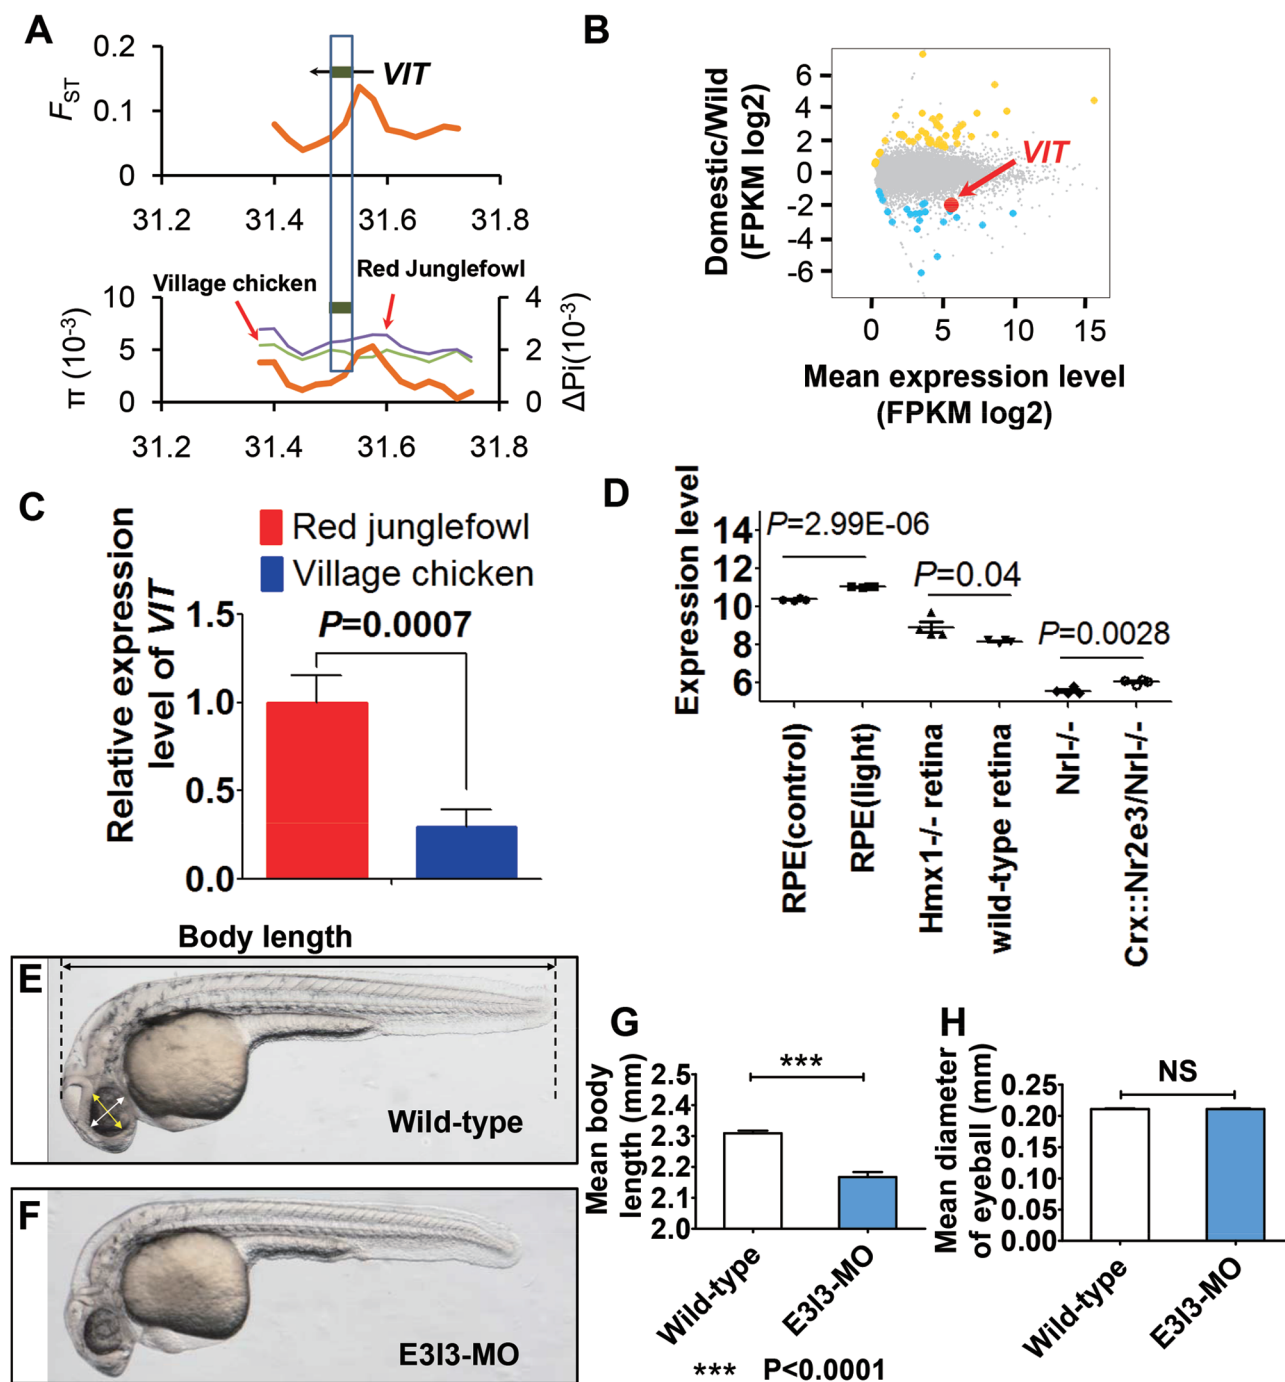 A
0.2
0.1
0
F ST
VIT
31.2 31.4 31.6 31.8
Village chicken
Red Junglefowl
10
5
0
π (10⁻³)
4
2
0
ΔPi(10⁻³)
31.2 31.4 31.6 31.8
B
Domestic/Wild
(FPKM log2)
6
4
2
0
-2
-4
-6
VIT
0 5 10 15
Mean expression level
(FPKM log2)
C
Red junglefowl
Village chicken
Relative expression
level of VIT
1.5
1.0
0.5
0.0
P=0.0007
D
Expression level
14
12
10
8
6
P=2.99E-06
P=0.04
P=0.0028
RPE(control)
RPE(light)
Hmx1-/- retina
wild-type retina
Nrl-/-
Crx::Nr2e3/Nrl-/-
Body length
E
Wild-type
F
E3I3-MO
G
Mean body
length (mm)
2.5
2.4
2.3
2.2
2.1
2.0
***
Wild-type
E3I3-MO
*** P<0.0001
H
Mean diameter
of eyeball (mm)
0.25
0.20
0.15
0.10
0.05
0.00
NS
Wild-type
E3I3-MO